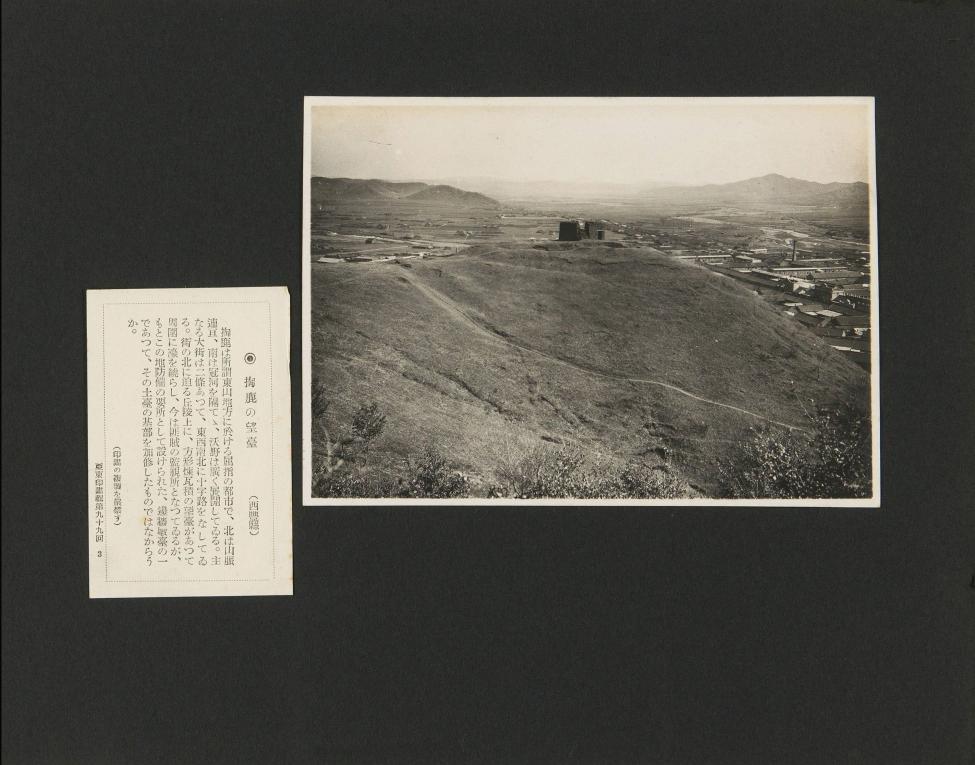 掏鹿の望臺
(西豐縣)
掏鹿は所謂東山地方に於ける屈指の都市で、北は山脈
連亘、南は寇河を隔てゝ、沃野は廣く展開してゐる。主
なる大街は二條あつて、東西南北に十字路をなしてゐ
る。街の北に迫る丘陵上に、方形煉瓦積の望臺があつて
周圍に濠を繞らし、今は匪賊の監視所となつてゐるが、
もとこの地防備の要所として設けられた、邊牆墩臺の一
であつて、その土臺の基部を加修したものではなからう
か。
(印畫の複製を嚴禁す)
亞東印畫輯第九十九回 3